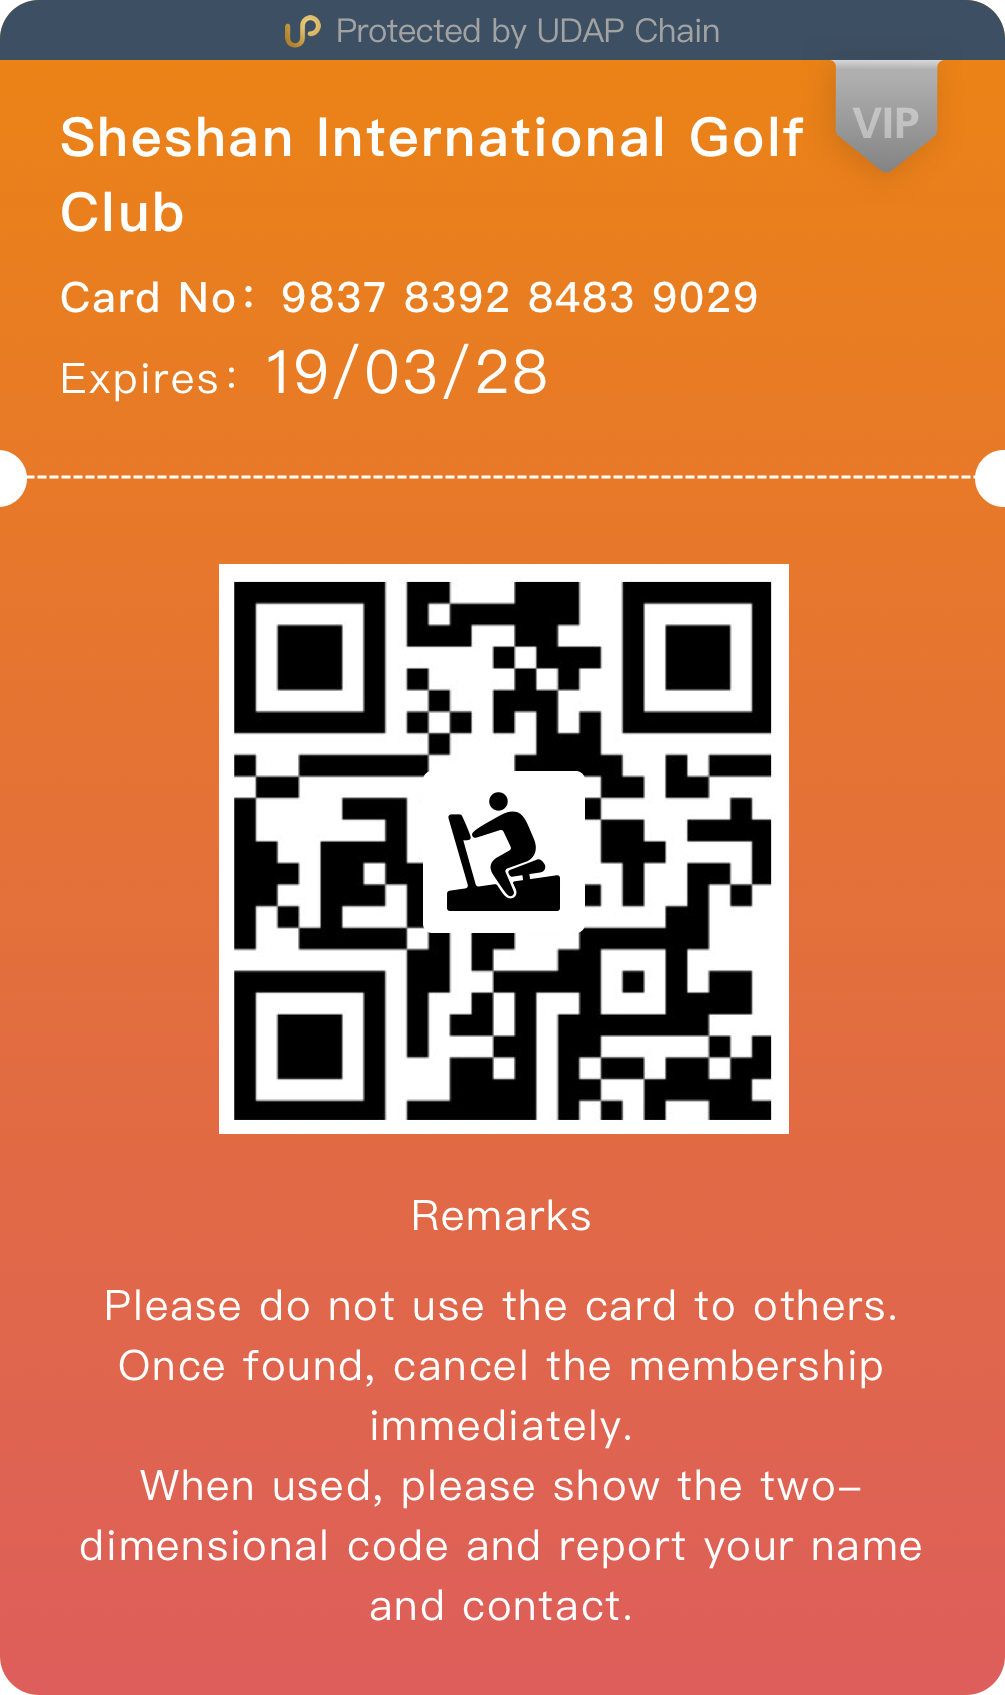 Protected by UDAP Chain
VIP
Sheshan International Golf
Club
Card No: 9837 8392 8483 9029
Expires: 19/03/28
Remarks
Please do not use the card to others.
Once found, cancel the membership
immediately.
When used, please show the two-
dimensional code and report your name
and contact.